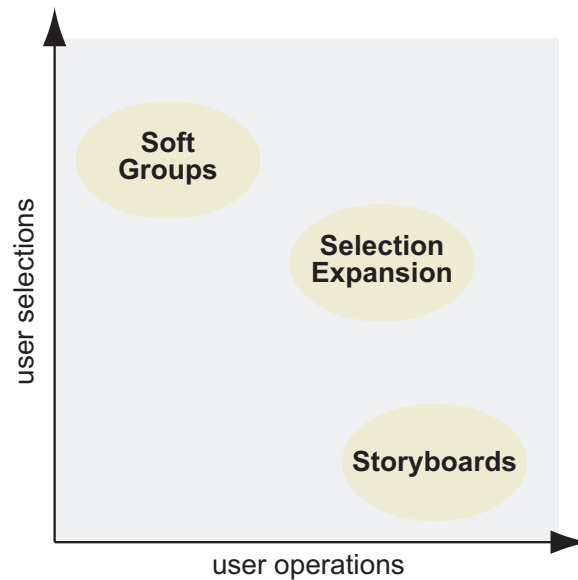 Soft
Groups
Selection
Expansion
Storyboards
user selections
user operations